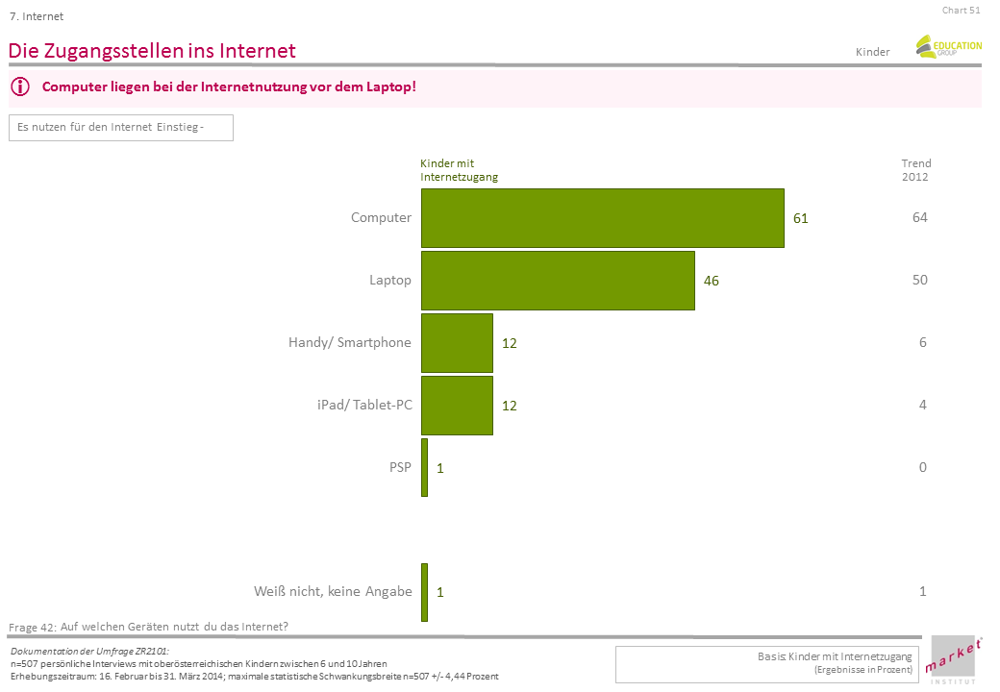 7. Internet
Chart 51
Die Zugangsstellen ins Internet
Kinder
EDUCATION
GROUP
Computer liegen bei der Internetnutzung vor dem Laptop!
Es nutzen für den Internet Einstieg -
Kinder mit
Internetzugang
Trend
2012
Computer 61 64
Laptop 46 50
Handy/ Smartphone 12 6
iPad/ Tablet-PC 12 4
PSP 1 0
Weiß nicht, keine Angabe 1 1
Frage 42: Auf welchen Geräten nutzt du das Internet?
Dokumentation der Umfrage ZR2101:
n=507 persönliche Interviews mit oberösterreichischen Kindern zwischen 6 und 10 Jahren
Erhebungszeitraum: 16. Februar bis 31. März 2014; maximale statistische Schwankungsbreite n=507 +/- 4,44 Prozent
Basis: Kinder mit Internetzugang
(Ergebnisse in Prozent)
market
INSTITUT